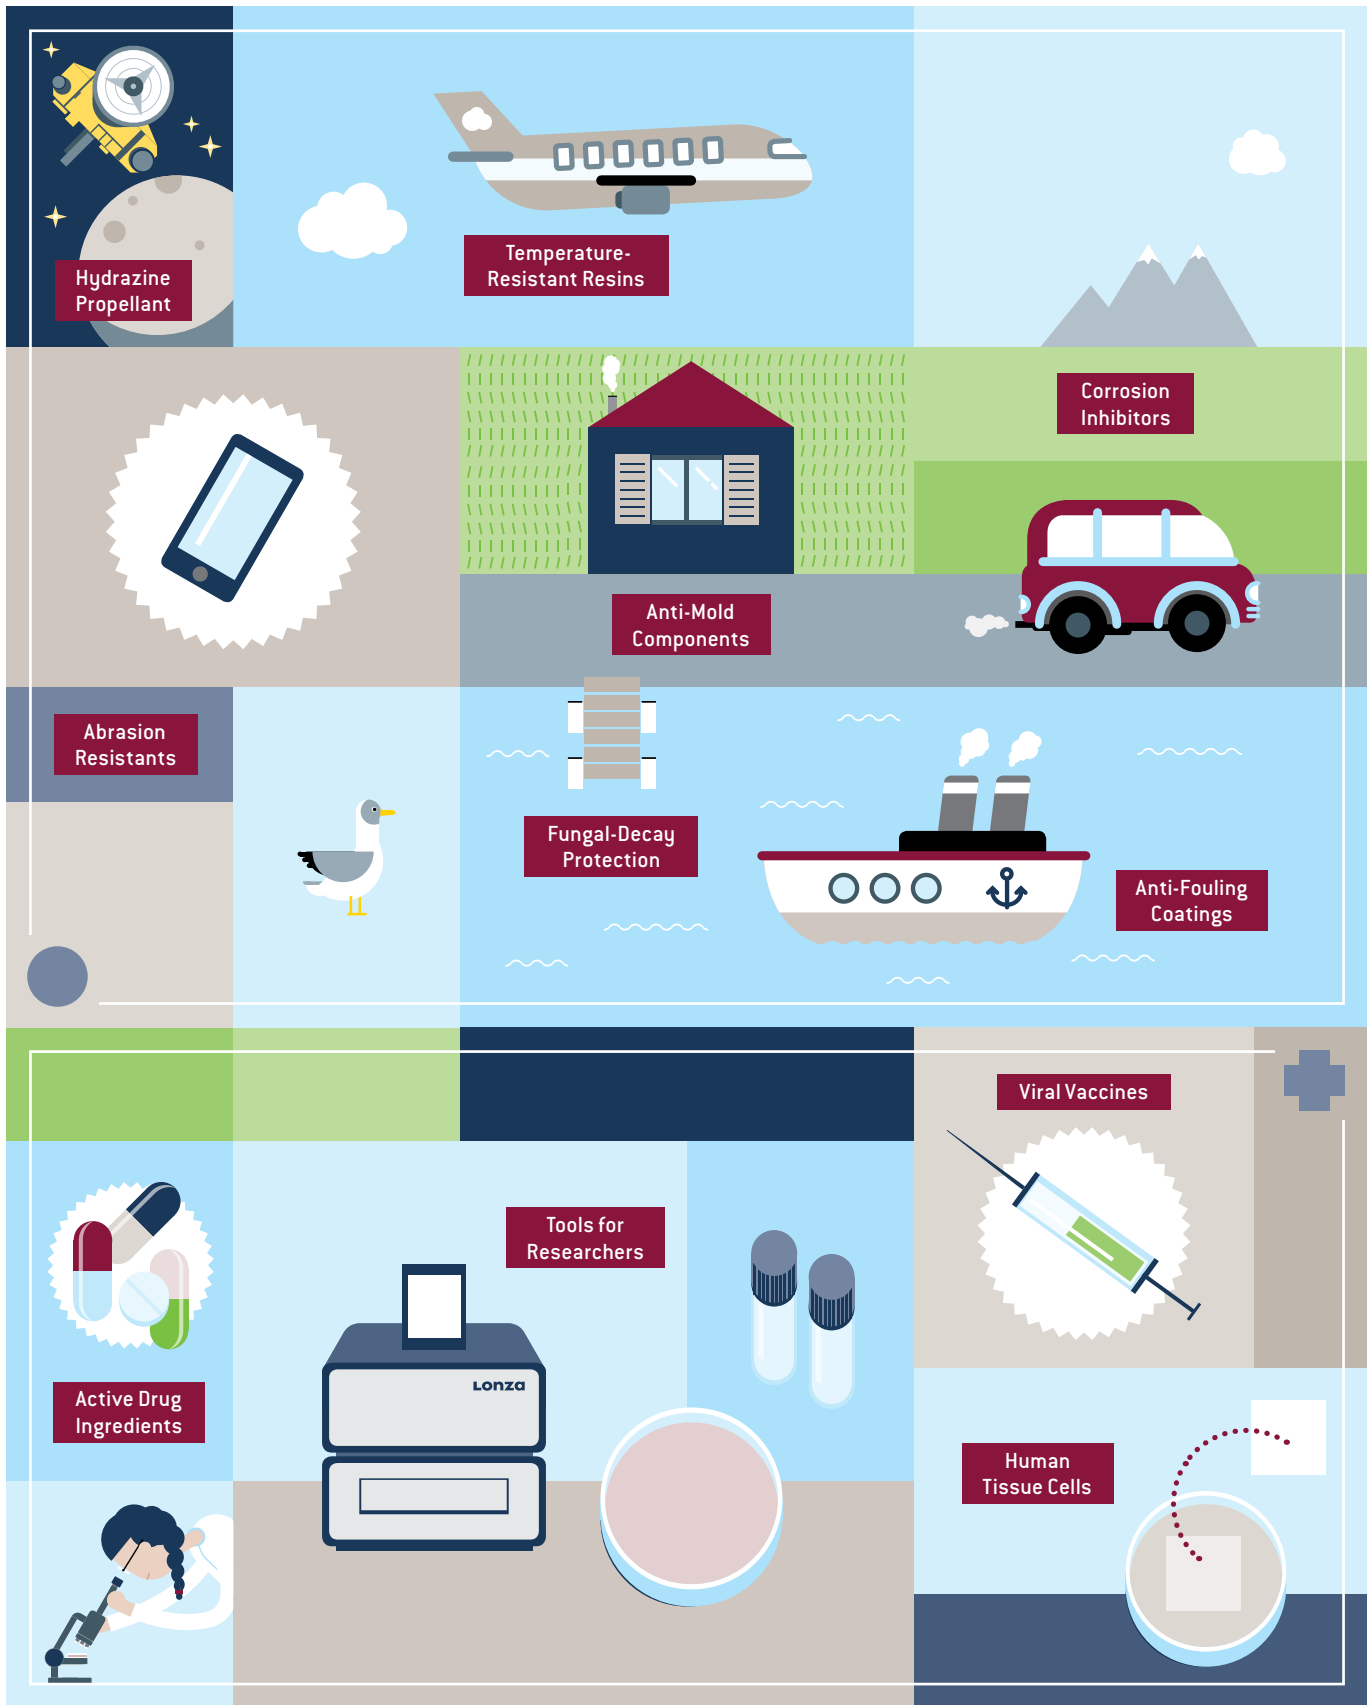 Hydrazine
Propellant
Temperature-
Resistant Resins
Corrosion
Inhibitors
Anti-Mold
Components
Abrasion
Resistants
Fungal-Decay
Protection
Anti-Fouling
Coatings
Viral Vaccines
Tools for
Researchers
Lonza
Active Drug
Ingredients
Human
Tissue Cells